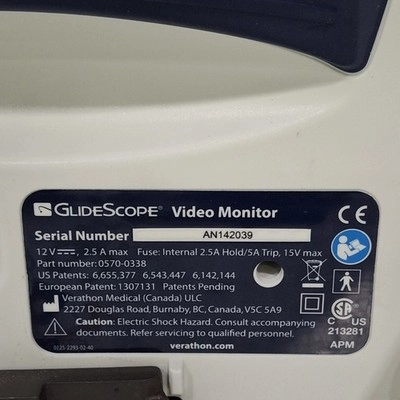 GLIDESCOPE® Video Monitor
Serial Number AN142039
12 V⎓, 2.5 A max Fuse: Internal 2.5A Hold/5A Trip, 15V max
Part number: 0570-0338
US Patents: 6,655,377 6,543,447 6,142,144
European Patent: 1307131 Patents Pending
Verathon Medical (Canada) ULC
2227 Douglas Road, Burnaby, BC, Canada, V5C 5A9
Caution: Electric Shock Hazard. Consult accompanying
documents. Refer servicing to qualified personnel.
verathon.com
CE
C US
213281
APM